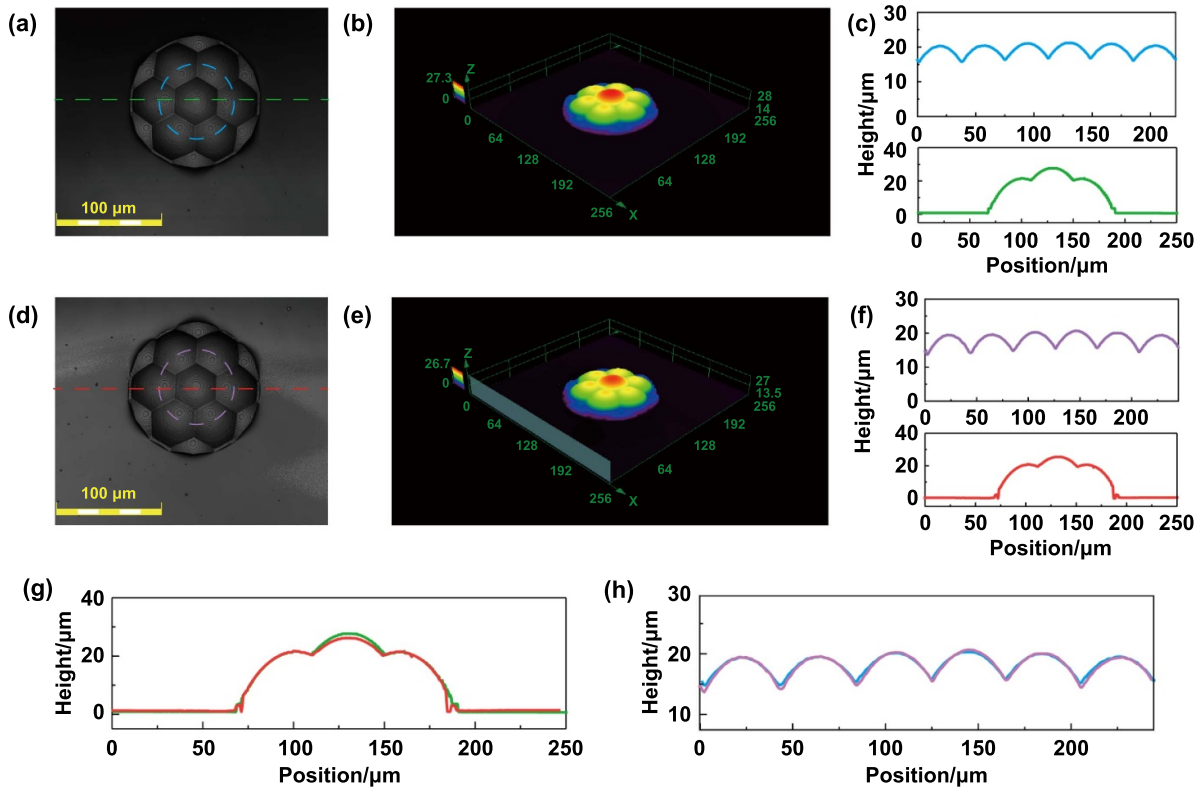 (a)
100 µm
(b)
27.3
Z
0
0
64
128
192
256
X
64
128
192
256
14
28
(c)
Height/µm
30
20
10
0
40
20
0
0 50 100 150 200 250
Position/µm
(d)
100 µm
(e)
26.7
Z
0
0
64
128
192
256
X
64
128
192
256
13.5
27
(f)
Height/µm
30
20
10
0
40
20
0
0 50 100 150 200 250
Position/µm
(g)
Height/µm
40
20
0
0 50 100 150 200 250
Position/µm
(h)
Height/µm
30
20
10
0 50 100 150 200
Position/µm